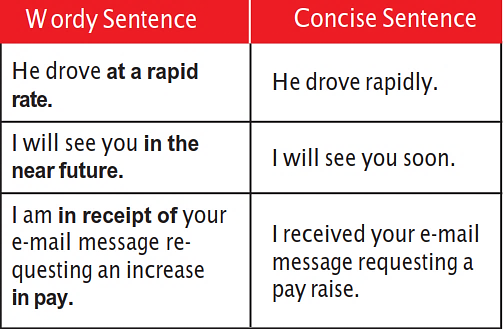 Wordy Sentence
Concise Sentence
He drove at a rapid
rate.
He drove rapidly.
I will see you in the
near future.
I will see you soon.
I am in receipt of your
e-mail message re-
questing an increase
in pay.
I received your e-mail
message requesting a
pay raise.